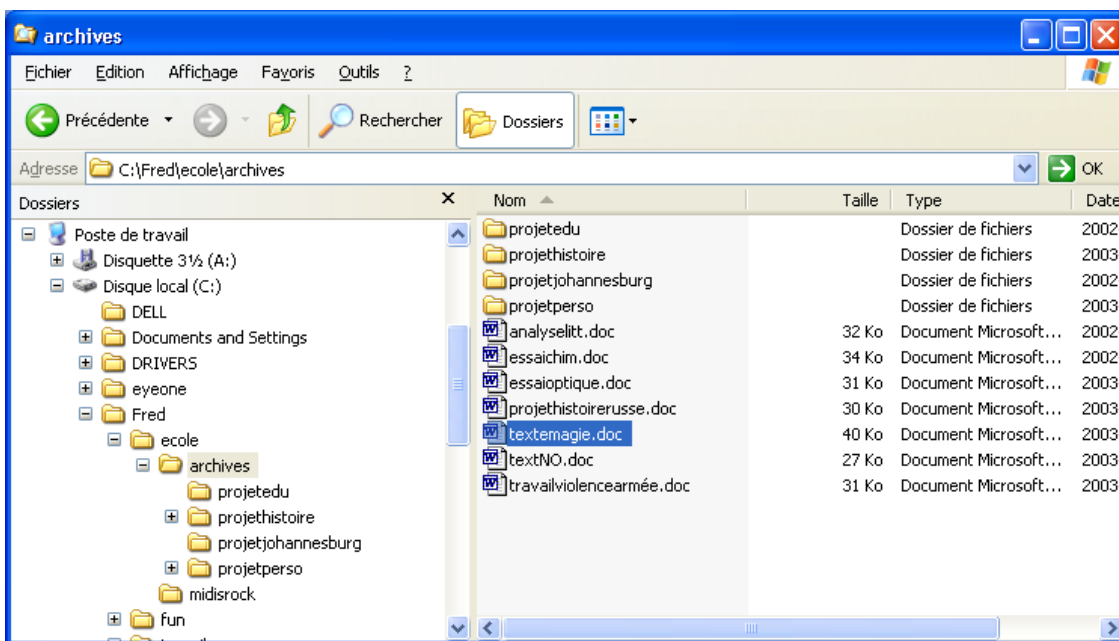 archives
Fichier Edition Affichage Favoris Outils ?
Précédente Rechercher Dossiers
Adresse C:\Fred\ecole\archives OK
Dossiers
Poste de travail
Disquette 3½ (A:)
Disque local (C:)
DELL
Documents and Settings
DRIVERS
eyeone
Fred
ecole
archives
projetedu
projethistoire
projetjohannesburg
projetperso
midisrock
fun
Nom Taille Type Date
projetedu Dossier de fichiers 2002
projethistoire Dossier de fichiers 2003
projetjohannesburg Dossier de fichiers 2002
projetperso Dossier de fichiers 2003
analyselitt.doc 32 Ko Document Microsoft... 2002
essaichim.doc 34 Ko Document Microsoft... 2002
essaioptique.doc 31 Ko Document Microsoft... 2003
projethistoirerusse.doc 30 Ko Document Microsoft... 2003
textemagie.doc 40 Ko Document Microsoft... 2003
textNO.doc 27 Ko Document Microsoft... 2003
travailviolencearmée.doc 31 Ko Document Microsoft... 2003